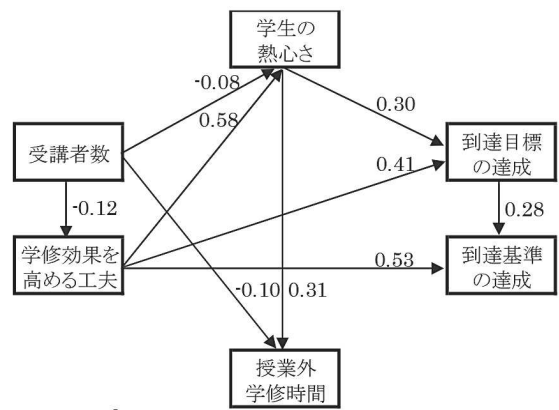 学生の
熱心さ
-0.08
0.58
0.30
受講者数
到達目標
の達成
0.41
-0.12
0.28
学修効果を
高める工夫
0.53
到達基準
の達成
-0.10
0.31
授業外
学修時間